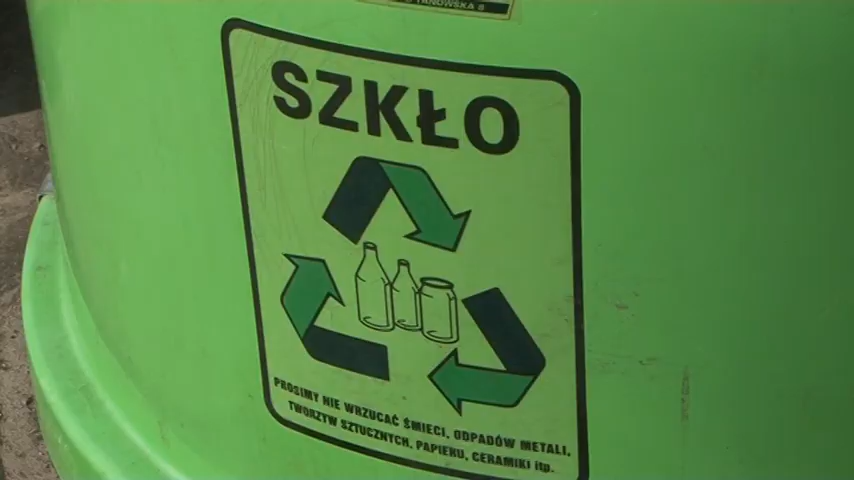 SZKŁO
PROSIMY NIE WRZUCAĆ ŚMIECI, ODPADÓW METALI,
TWORZYW SZTUCZNYCH, PAPIERU, CERAMIKI itp.